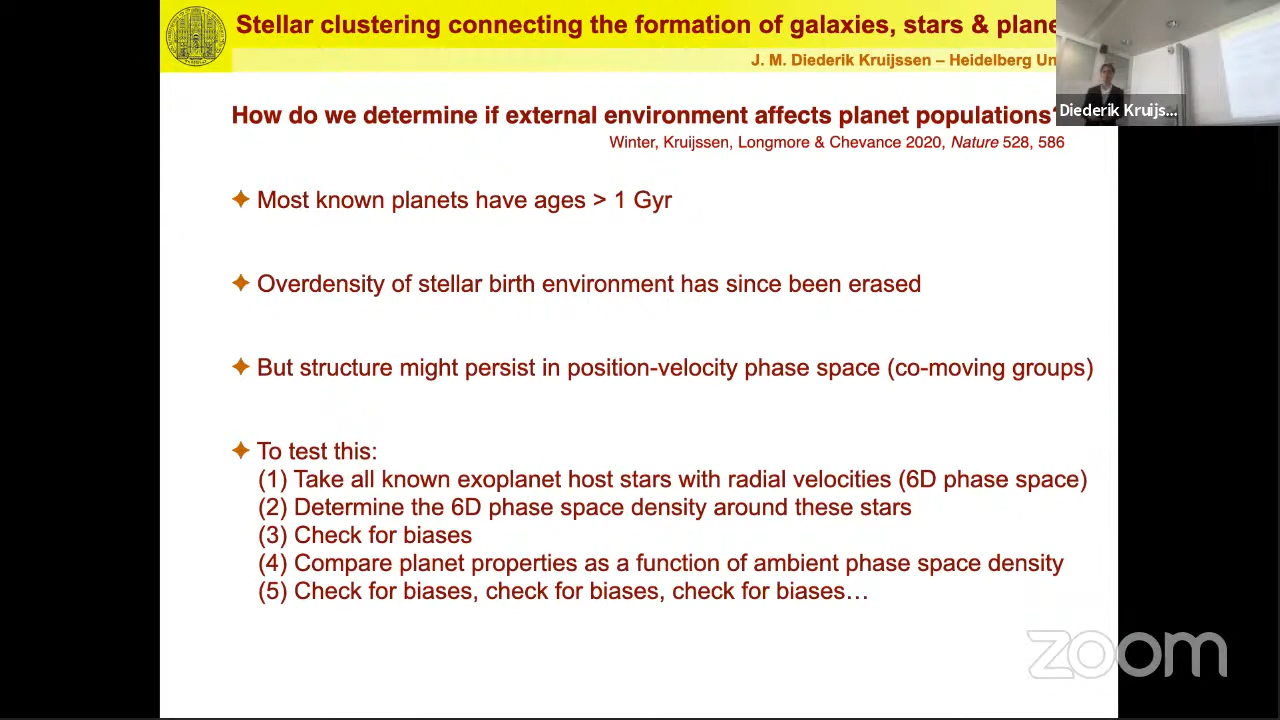 Stellar clustering connecting the formation of galaxies, stars & plane
J. M. Diederik Kruijssen – Heidelberg Un
Diederik Kruijs...
How do we determine if external environment affects planet populations?
Winter, Kruijssen, Longmore & Chevance 2020, Nature 528, 586
Most known planets have ages > 1 Gyr
Overdensity of stellar birth environment has since been erased
But structure might persist in position-velocity phase space (co-moving groups)
To test this:
(1) Take all known exoplanet host stars with radial velocities (6D phase space)
(2) Determine the 6D phase space density around these stars
(3) Check for biases
(4) Compare planet properties as a function of ambient phase space density
(5) Check for biases, check for biases, check for biases…
zoom